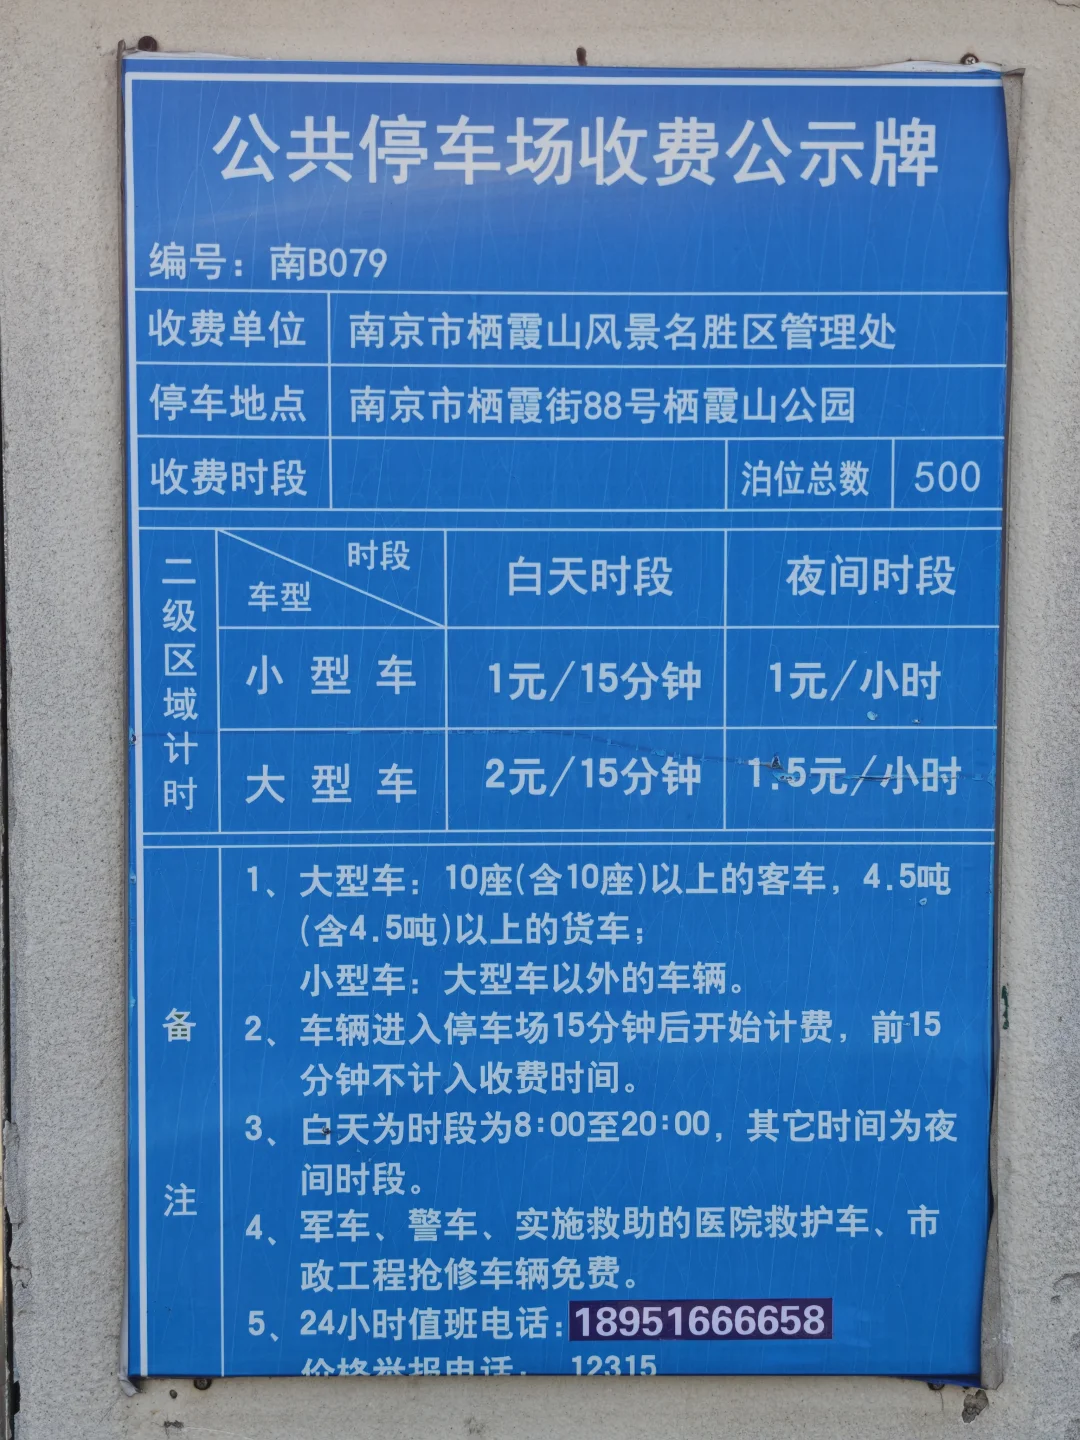 公共停车场收费公示牌
编号：南B079
收费单位 南京市栖霞山风景名胜区管理处
停车地点 南京市栖霞街88号栖霞山公园
收费时段 泊位总数 500
二级区域计时
时段
车型
白天时段 夜间时段
小型车 1元/15分钟 1元/小时
大型车 2元/15分钟 1.5元/小时
备注
1、大型车：10座(含10座)以上的客车，4.5吨
(含4.5吨)以上的货车；
小型车：大型车以外的车辆。
2、车辆进入停车场15分钟后开始计费，前15
分钟不计入收费时间。
3、白天为时段为8:00至20:00，其它时间为夜
间时段。
4、军车、警车、实施救助的医院救护车、市
政工程抢修车辆免费。
5、24小时值班电话：18951666658
价格举报电话： 12315